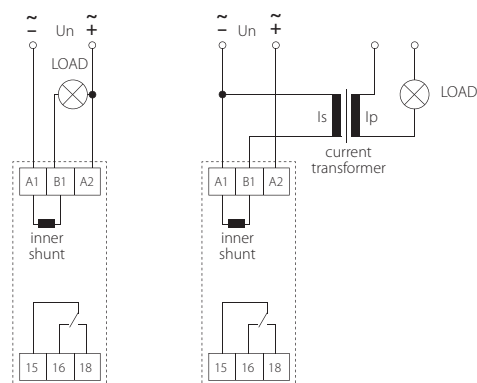 ~ Un ~
− +
LOAD
A1 B1 A2
inner
shunt
15 16 18
~ Un ~
− +
Is Ip
LOAD
current
transformer
A1 B1 A2
inner
shunt
15 16 18